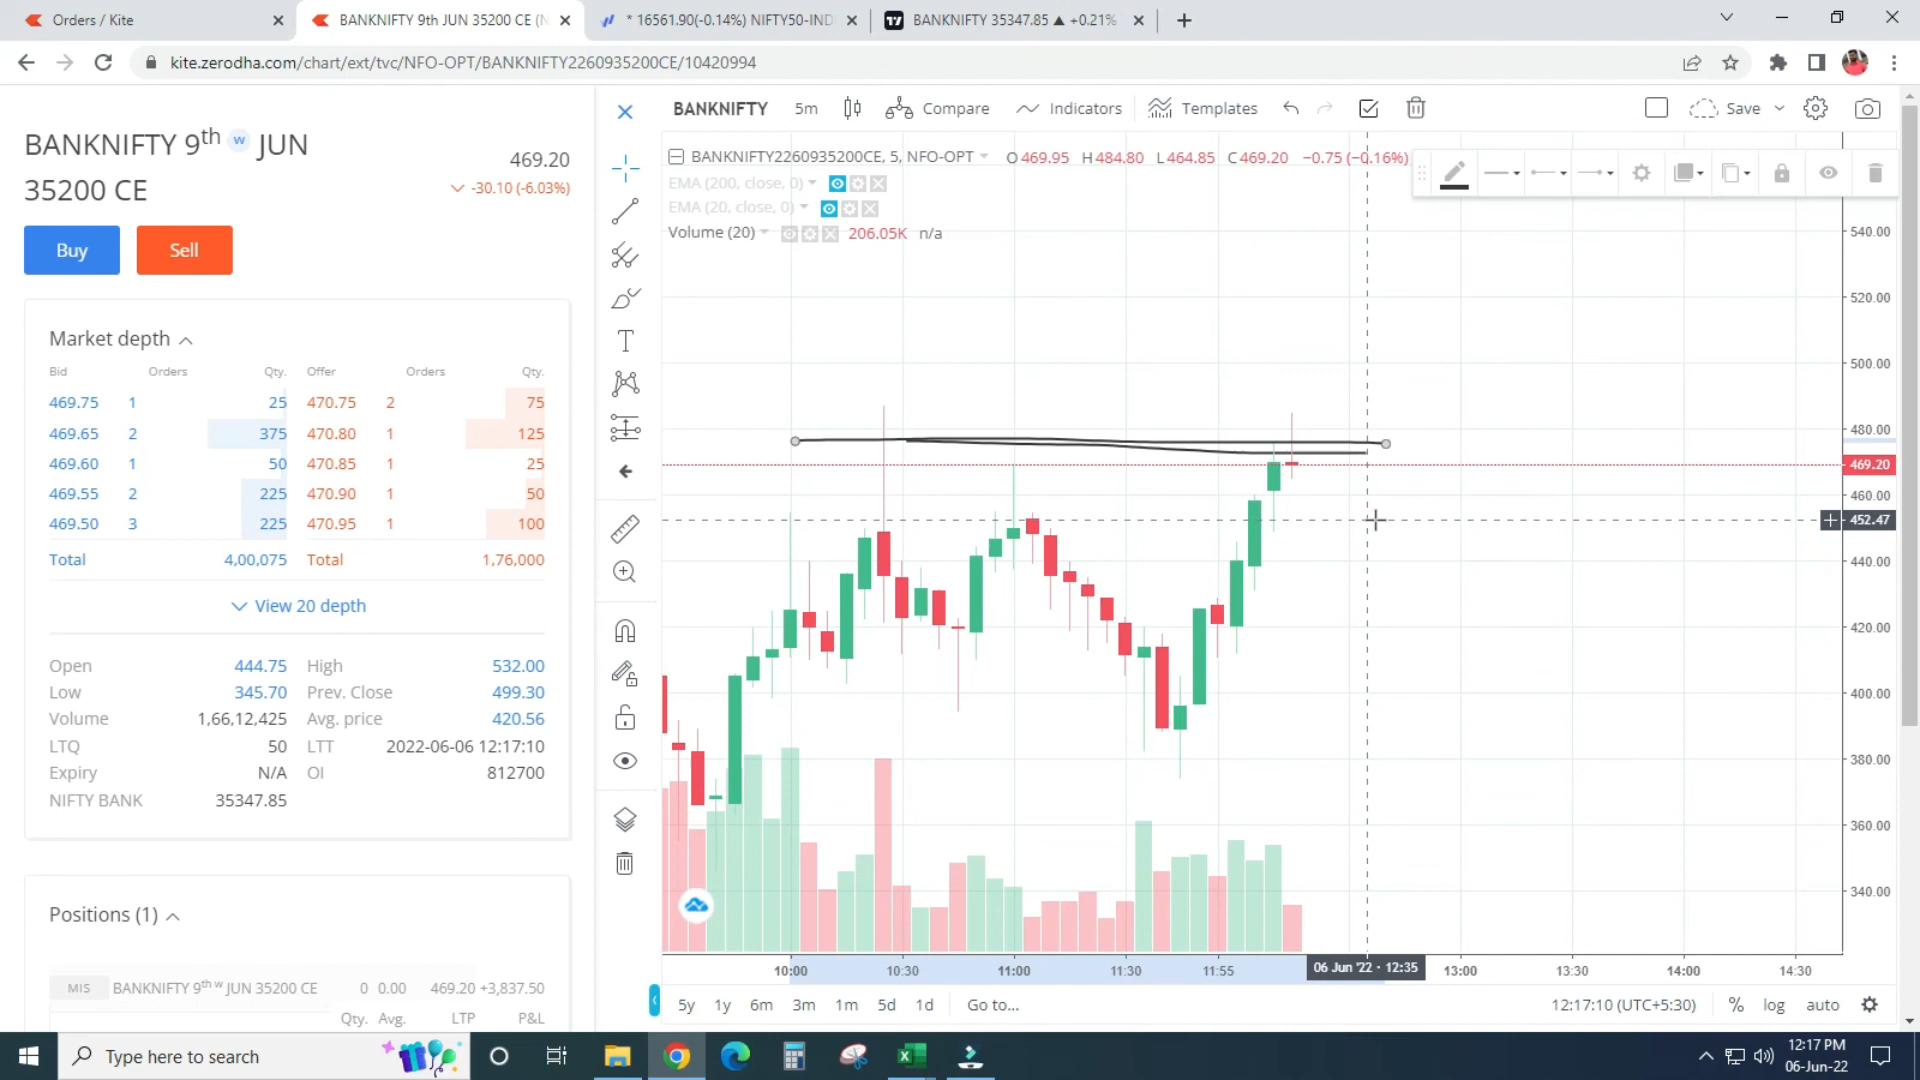 Orders / Kite
BANKNIFTY 9th JUN 35200 CE (N
* 16561.90(-0.14%) NIFTY50-IND
BANKNIFTY 35347.85 ▲ +0.21%
kite.zerodha.com/chart/ext/tvc/NFO-OPT/BANKNIFTY2260935200CE/10420994
BANKNIFTY 9th w JUN
35200 CE
469.20
-30.10 (-6.03%)
Buy
Sell
Market depth
Bid Orders Qty. Offer Orders Qty.
469.75 1 25 470.75 2 75
469.65 2 375 470.80 1 125
469.60 1 50 470.85 1 25
469.55 2 225 470.90 1 50
469.50 3 225 470.95 1 100
Total 4,00,075 Total 1,76,000
View 20 depth
Open 444.75 High 532.00
Low 345.70 Prev. Close 499.30
Volume 1,66,12,425 Avg. price 420.56
LTQ 50 LTT 2022-06-06 12:17:10
Expiry N/A OI 812700
NIFTY BANK 35347.85
Positions (1)
MIS BANKNIFTY 9th w JUN 35200 CE 0 0.00 469.20 +3,837.50
Qty. Avg. LTP P&L
BANKNIFTY 5m Compare Indicators Templates Save
BANKNIFTY2260935200CE, 5, NFO-OPT O469.95 H484.80 L464.85 C469.20 −0.75 (−0.16%)
EMA (200, close, 0)
EMA (20, close, 0)
Volume (20) 206.05K n/a
540.00
520.00
500.00
480.00
469.20
460.00
452.47
440.00
420.00
400.00
380.00
360.00
340.00
10:00 10:30 11:00 11:30 11:55 06 Jun '22 · 12:35 13:00 13:30 14:00 14:30
5y 1y 6m 3m 1m 5d 1d Go to... 12:17:10 (UTC+5:30) % log auto
Type here to search
12:17 PM
06-Jun-22